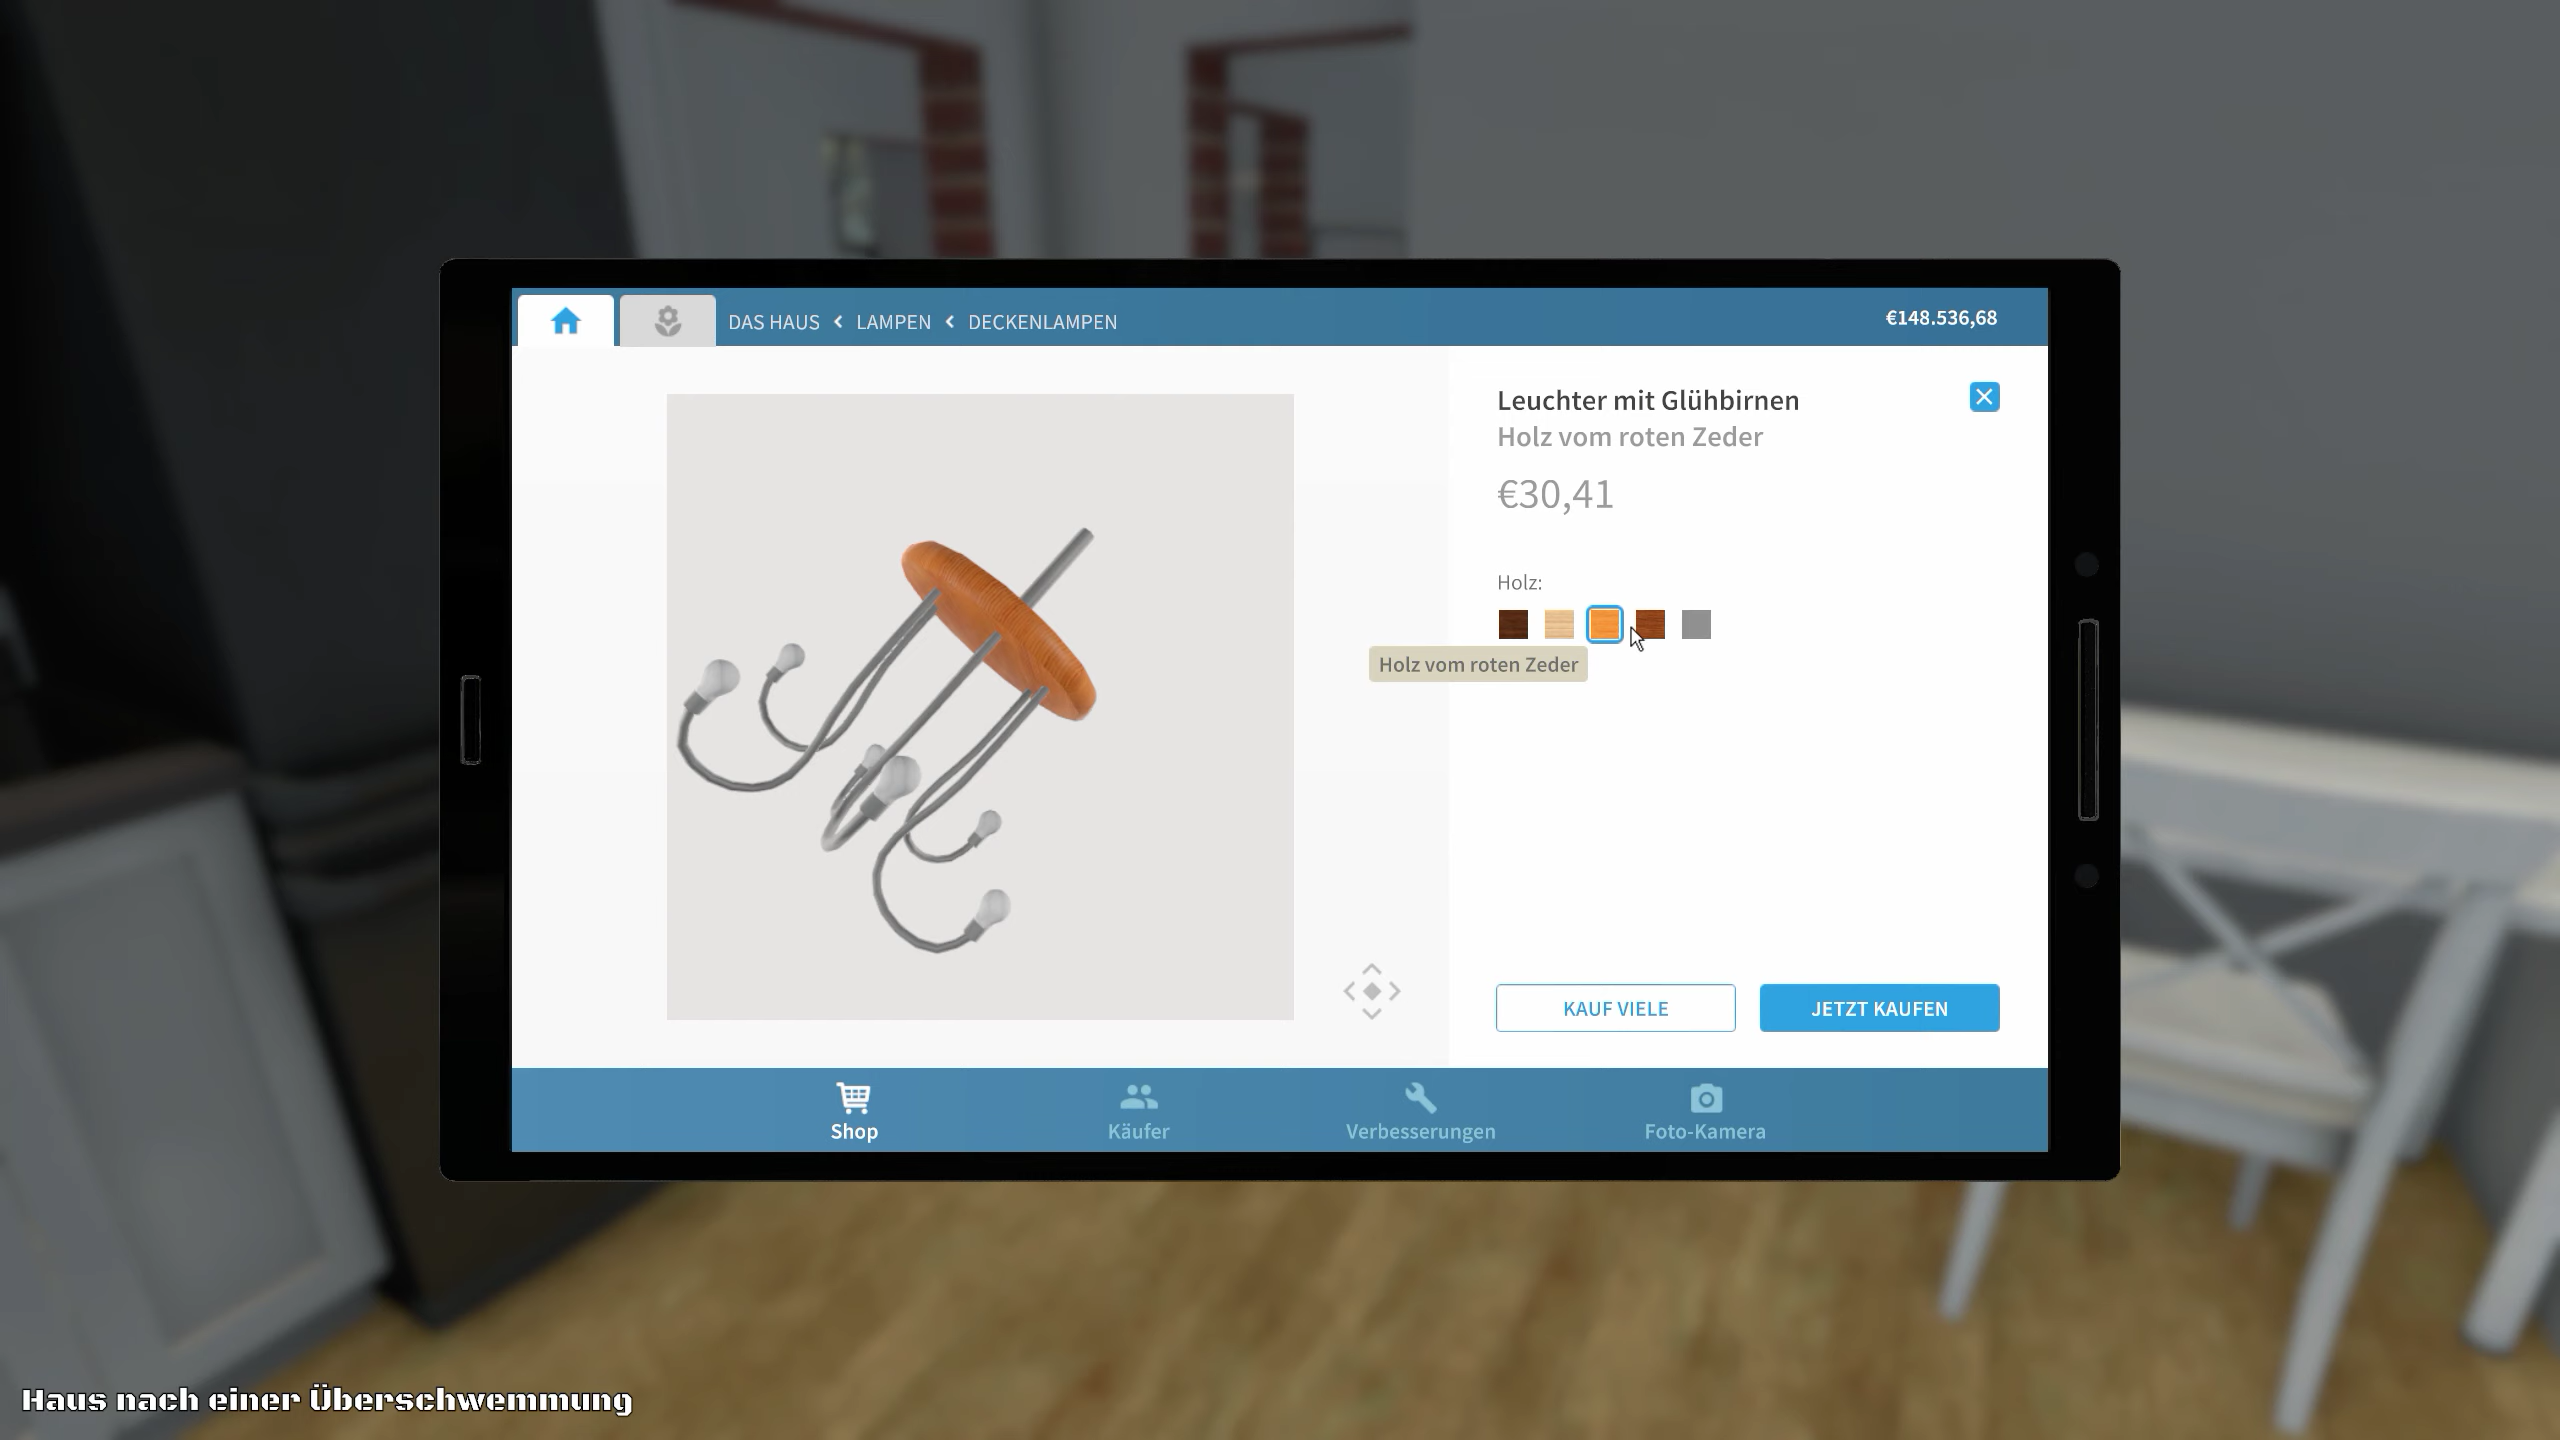 DAS HAUS < LAMPEN < DECKENLAMPEN
€148.536,68
Leuchter mit Glühbirnen
Holz vom roten Zeder
€30,41
Holz:
Holz vom roten Zeder
KAUF VIELE
JETZT KAUFEN
Shop
Käufer
Verbesserungen
Foto-Kamera
Haus nach einer Überschwemmung